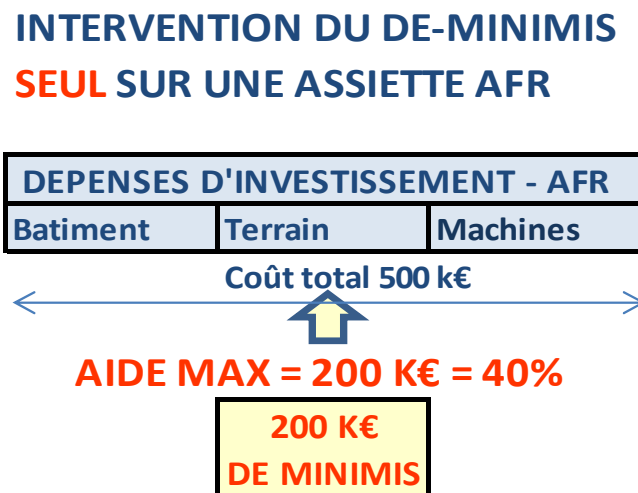 INTERVENTION DU DE-MINIMIS
SEUL SUR UNE ASSIETTE AFR
DEPENSES D'INVESTISSEMENT - AFR
Batiment Terrain Machines
Coût total 500 k€
AIDE MAX = 200 K€ = 40%
200 K€
DE MINIMIS